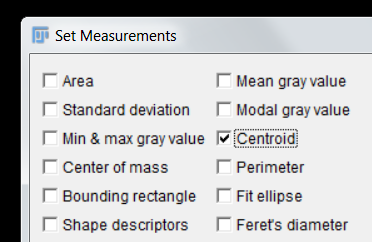 Set Measurements
Area
Mean gray value
Standard deviation
Modal gray value
Min & max gray value
Centroid
Center of mass
Perimeter
Bounding rectangle
Fit ellipse
Shape descriptors
Feret's diameter